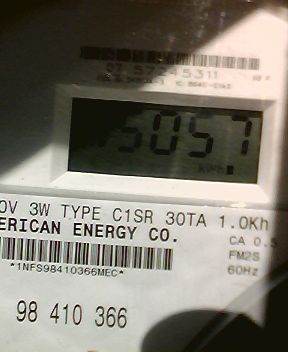 5057
kWh
0V 3W TYPE C1SR 30TA 1.0Kh
ERICAN ENERGY CO.
CA 0.5
*1NFS98410366MEC*
FM2S
60Hz
98 410 366